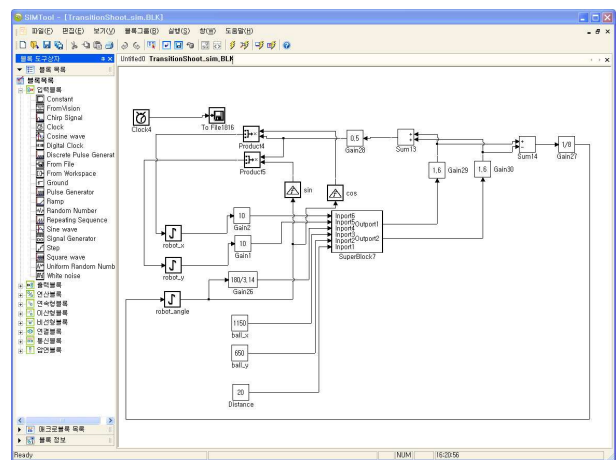 SIMTool - [TransitionShoot_sim.BLK]
파일(F) 편집(E) 보기(V) 블록그룹(B) 실행(S) 창(W) 도움말(H)
블록 도구상자
Untitled0 TransitionShoot_sim.BLK
블록 목록
블록목록
입력블록
Constant
FromVision
Chirp Signal
Clock
Cosine wave
Digital Clock
Discrete Pulse Generat
From File
From Workspace
Ground
Pulse Generator
Ramp
Random Number
Repeating Sequence
Sine wave
Signal Generator
Step
Square wave
Uniform Random Numb
White noise
출력블록
연산블록
연속형블록
이산형블록
비선형블록
연결블록
통신블록
매크로블록 목록
블록 정보
Clock4
To File1816
Product4
Product5
0,5
Gain28
Sum13
Sum14
1/8
Gain27
1,6
Gain29
1,6
Gain30
sin
cos
robot_x
10
Gain2
robot_y
10
Gain1
Inport6
Inport5
Inport4
Inport3
Inport2
Inport1
Outport1
Outport2
SuperBlock7
robot_angle
180/3,14
Gain26
1150
ball_x
650
ball_y
20
Distance
Ready
NUM
16:20:56